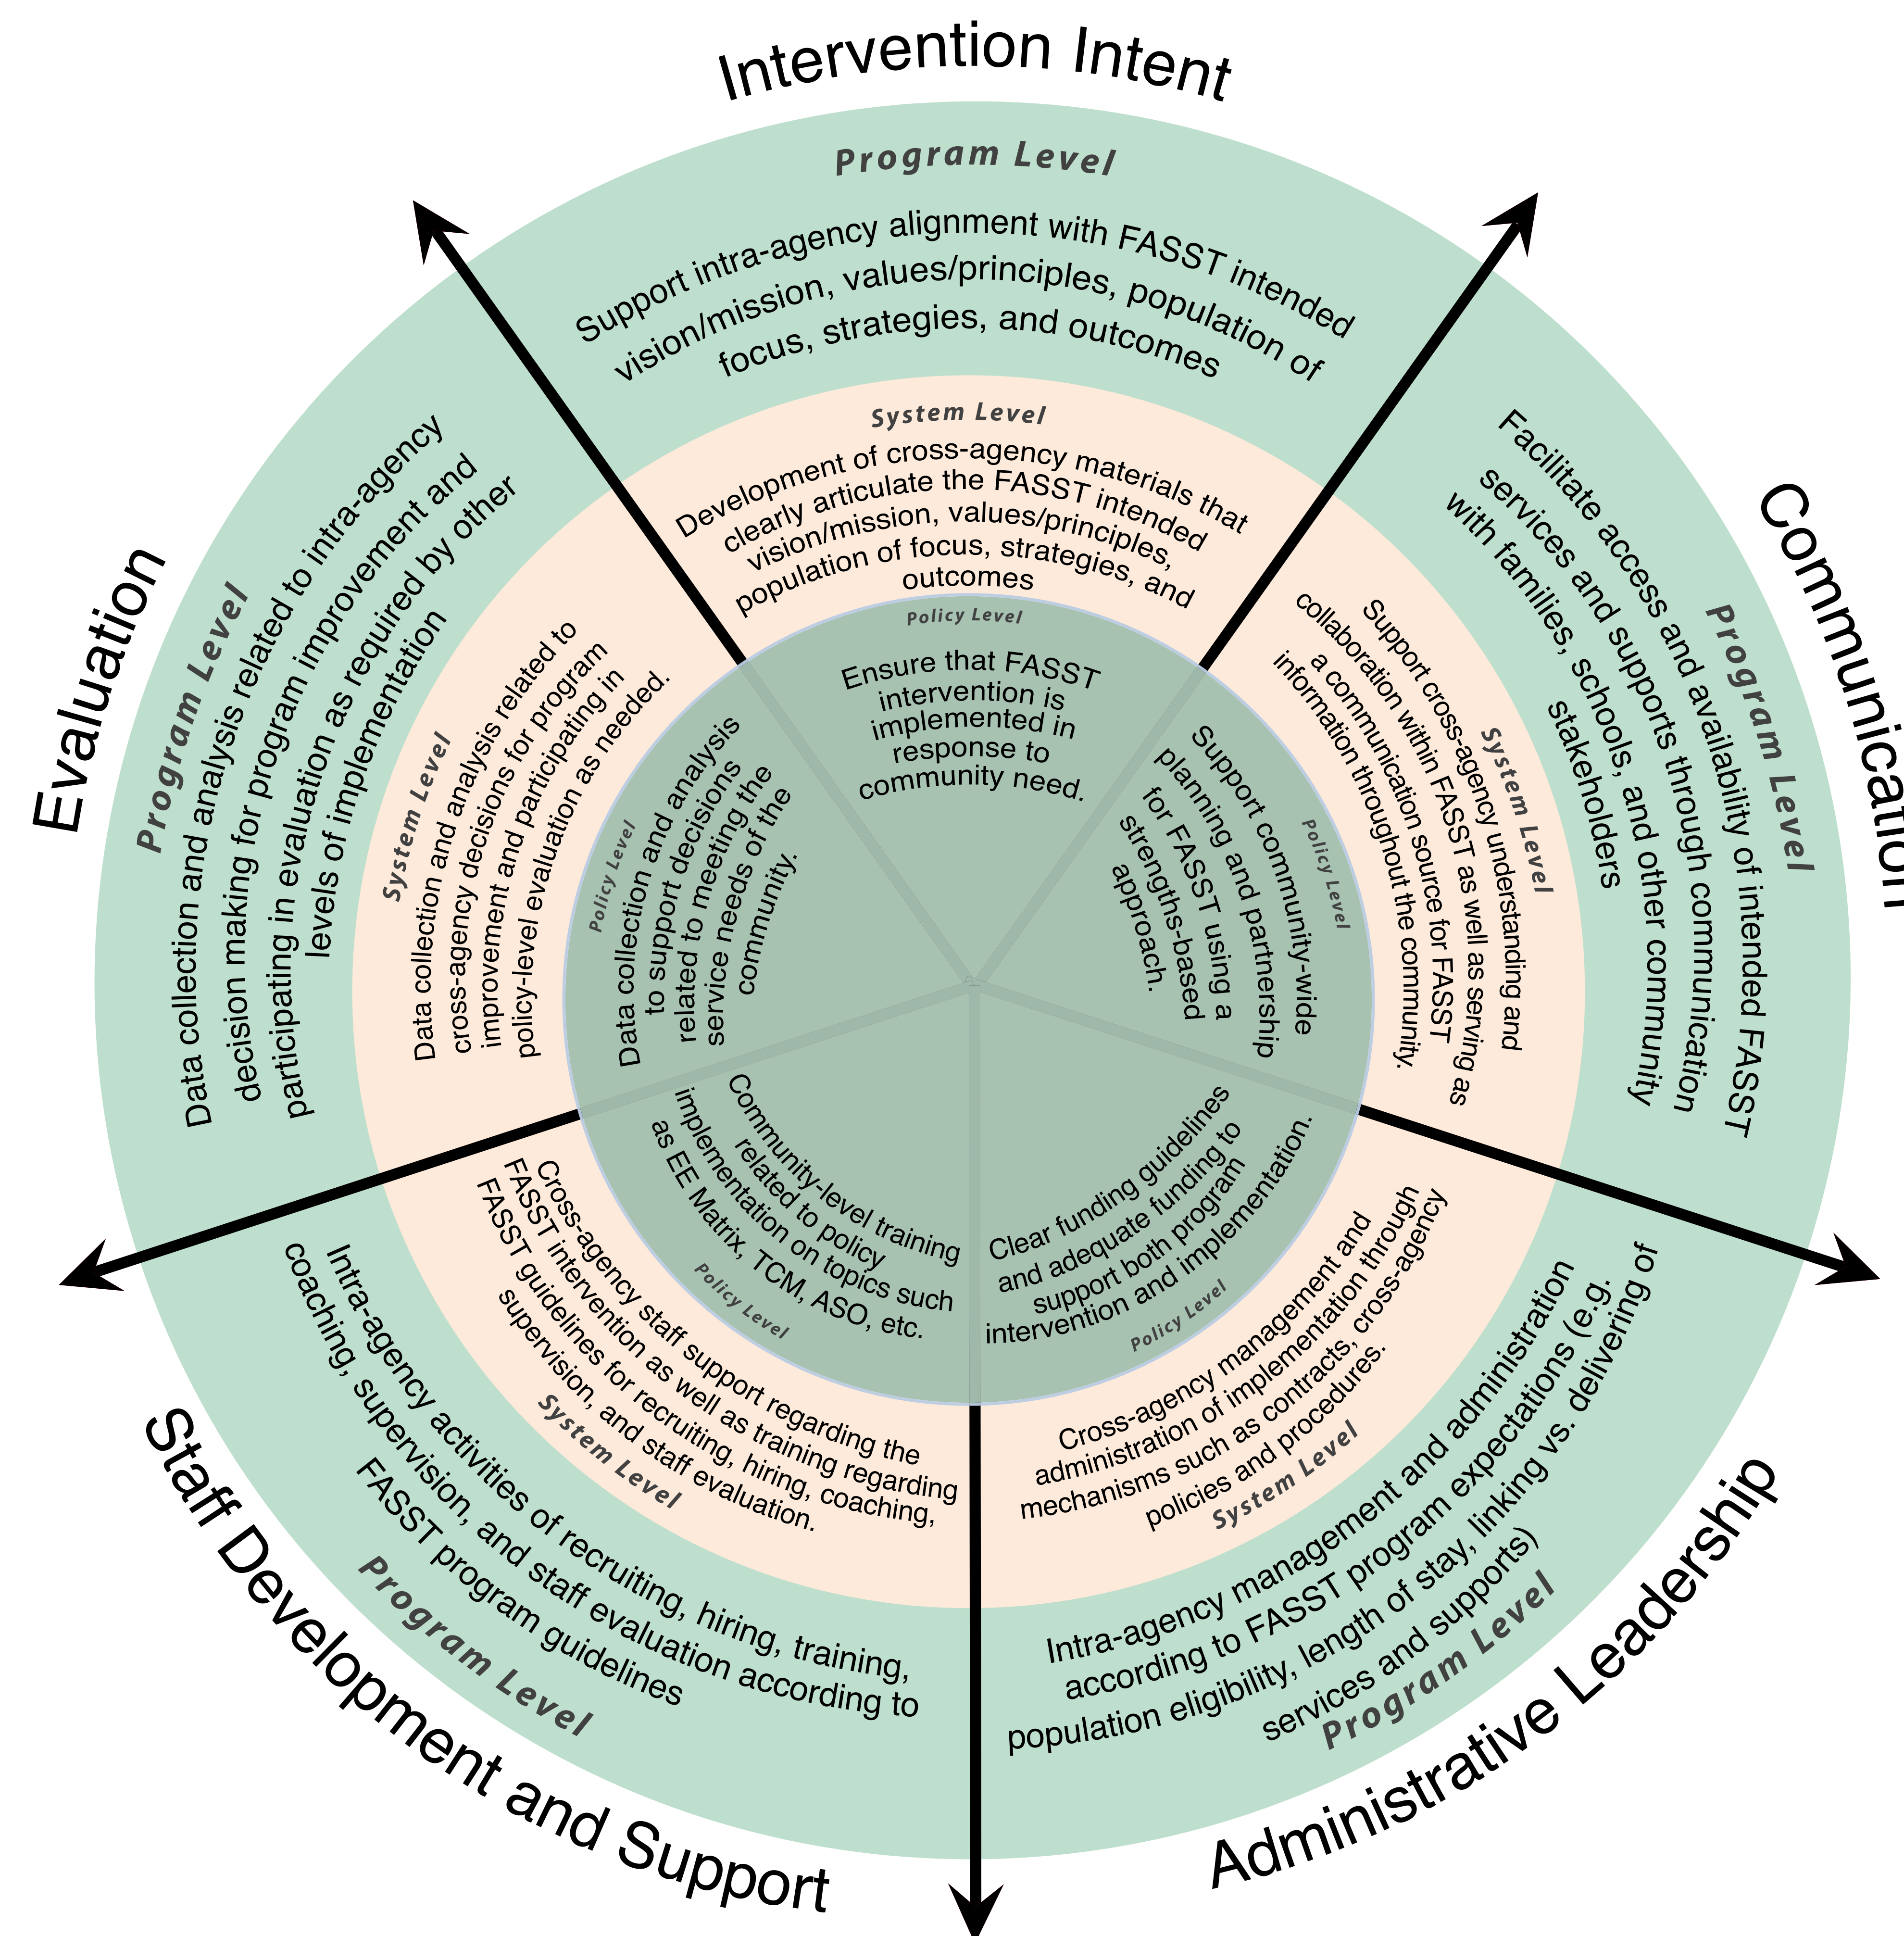 Intervention Intent
Program Level
Support intra-agency alignment with FASST intended
vision/mission, values/principles, population of
focus, strategies, and outcomes
System Level
Development of cross-agency materials that
clearly articulate the FASST intended
vision/mission, values/principles,
population of focus, strategies, and
outcomes
Policy Level
Ensure that FASST
intervention is
implemented in
response to
community need.
Communication
Program Level
Facilitate access and availability of intended FASST
services and supports through communication
with families, schools, and other community
stakeholders
System Level
Support cross-agency understanding and
collaboration within FASST as well as serving as
a communication source for FASST
information throughout the community.
Policy Level
Support community-wide
planning and partnership
for FASST using a
strengths-based
approach.
Administrative Leadership
Clear funding guidelines
and adequate funding to
support both program
intervention and implementation.
Policy Level
Cross-agency management and
administration of implementation through
mechanisms such as contracts, cross-agency
policies and procedures.
System Level
Intra-agency management and administration
according to FASST program expectations (e.g.
population eligibility, length of stay, linking vs. delivering of
services and supports)
Program Level
Staff Development and Support
Community-level training
related to policy
implementation on topics such
as EE Matrix, TCM, ASO, etc.
Policy Level
Cross-agency staff support regarding the
FASST intervention as well as training regarding
FASST guidelines for recruiting, hiring, coaching,
supervision, and staff evaluation.
System Level
Intra-agency activities of recruiting, hiring, training,
coaching, supervision, and staff evaluation according to
FASST program guidelines
Program Level
Evaluation
Program Level
Data collection and analysis related to intra-agency
decision making for program improvement and
participating in evaluation as required by other
levels of implementation
System Level
Data collection and analysis related to
cross-agency decisions for program
improvement and participating in
policy-level evaluation as needed.
Policy Level
Data collection and analysis
to support decisions
related to meeting the
service needs of the
community.